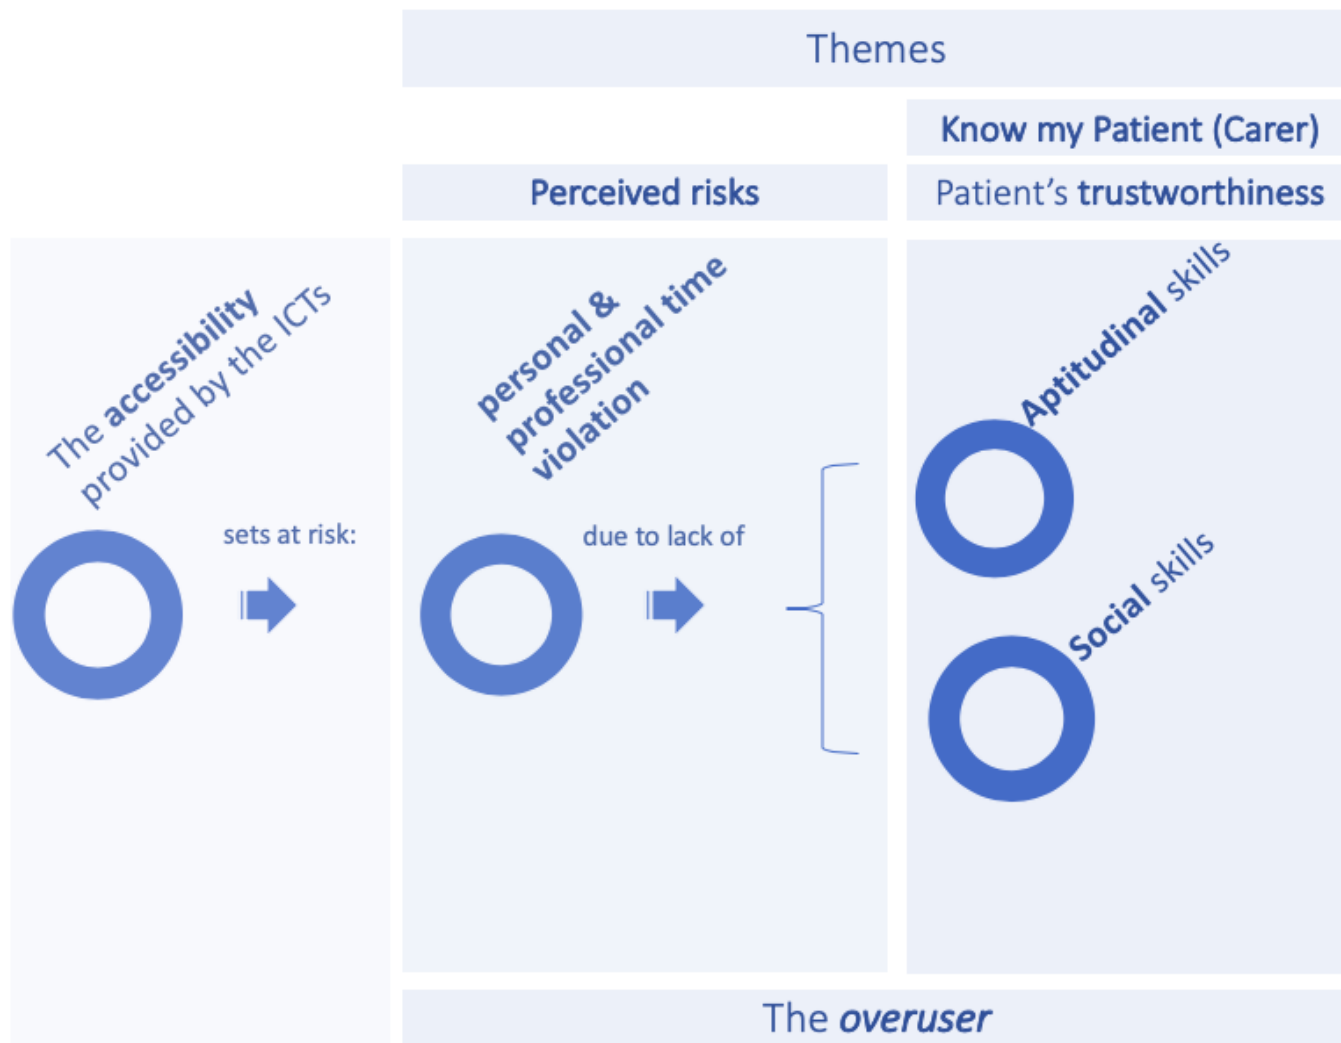 Themes
Know my Patient (Carer)
Perceived risks
Patient's trustworthiness
The accessibility
provided by the ICTs
sets at risk:
personal &
professional time
violation
due to lack of
Aptitudinal skills
Social skills
The overuser